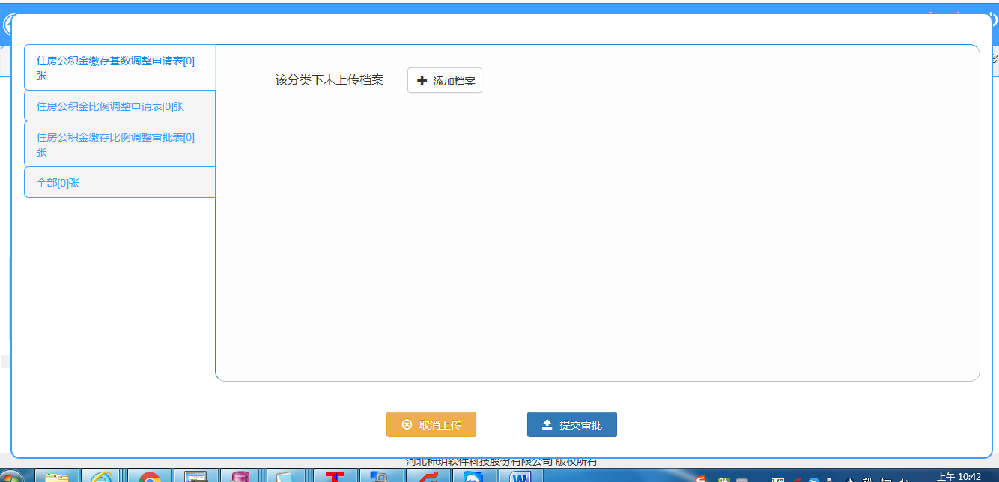 住房公积金缴存基数调整申请表[0]
张
该分类下未上传档案
添加档案
住房公积金比例调整申请表[0]张
住房公积金缴存比例调整审批表[0]
张
全部[0]张
取消上传
提交审批
河北神玥软件科技股份有限公司 版权所有
上午 10:42